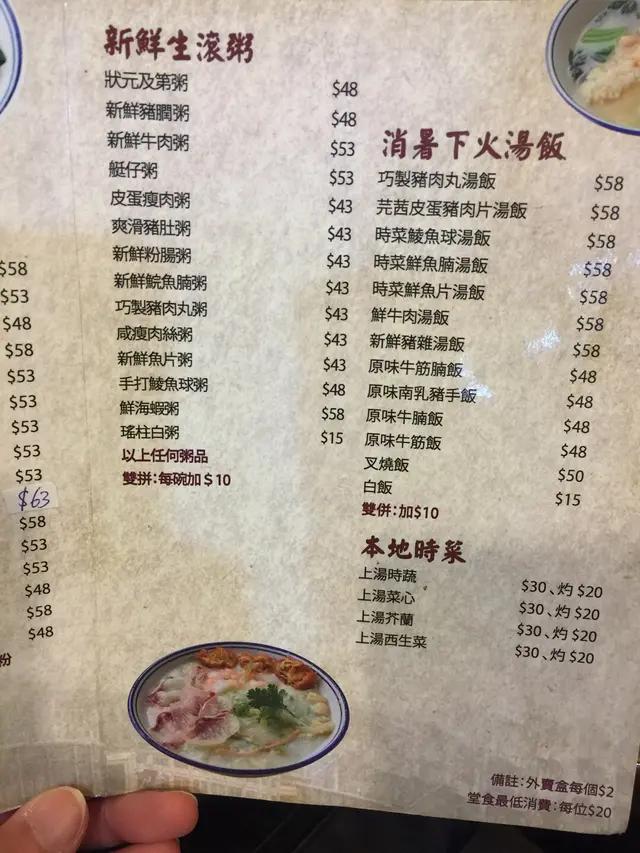 $58
$53
$48
$58
$53
$53
$53
$53
$53
$63
$58
$53
$53
$48
$58
$48
粉
新鮮生滾粥
狀元及第粥 $48
新鮮豬膶粥 $48
新鮮牛肉粥 $53
艇仔粥 $53
皮蛋瘦肉粥 $43
爽滑豬肚粥 $43
新鮮粉腸粥 $43
新鮮鯇魚腩粥 $43
巧製豬肉丸粥 $43
咸瘦肉絲粥 $43
新鮮魚片粥 $43
手打鯪魚球粥 $48
鮮海蝦粥 $58
瑤柱白粥 $15
以上任何粥品
雙拼：每碗加$10
消暑下火湯飯
巧製豬肉丸湯飯 $58
芫茜皮蛋豬肉片湯飯 $58
時菜鯪魚球湯飯 $58
時菜鮮魚腩湯飯 $58
時菜鮮魚片湯飯 $58
鮮牛肉湯飯 $58
新鮮豬雜湯飯 $58
原味牛筋腩飯 $48
原味南乳豬手飯 $48
原味牛腩飯 $48
原味牛筋飯 $48
叉燒飯 $50
白飯 $15
雙併：加$10
本地時菜
上湯時蔬 $30、灼 $20
上湯菜心 $30、灼 $20
上湯芥蘭 $30、灼 $20
上湯西生菜 $30、灼 $20
備註：外賣盒每個$2
堂食最低消費：每位$20